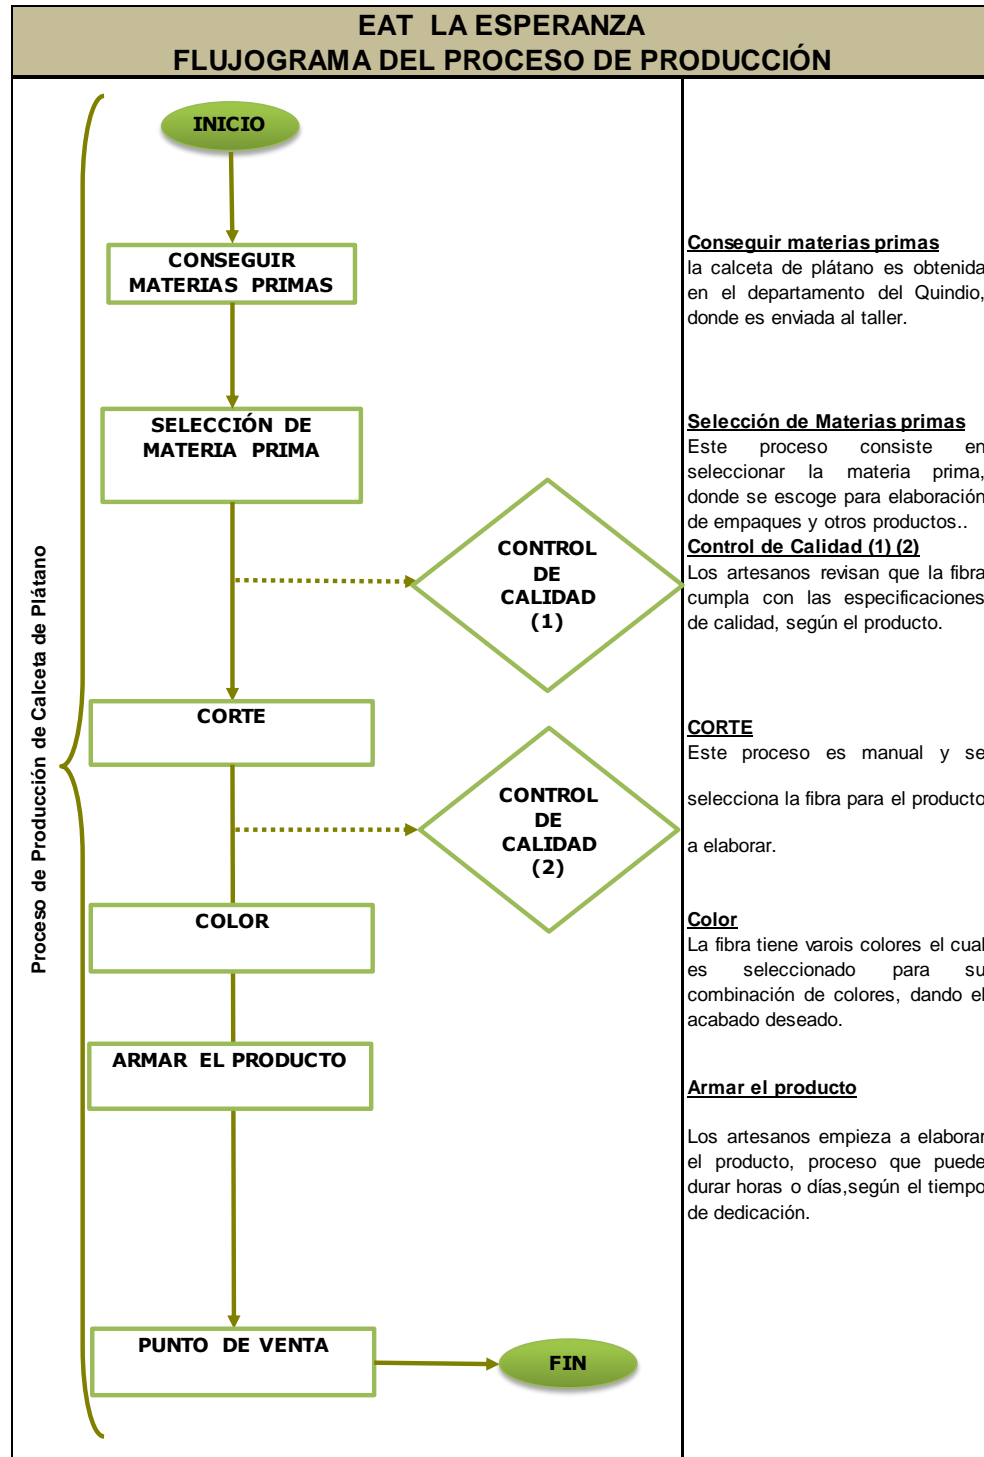 EAT LA ESPERANZA
FLUJOGRAMA DEL PROCESO DE PRODUCCIÓN
Proceso de Producción de Calceta de Plátano
INICIO
CONSEGUIR
MATERIAS PRIMAS
SELECCIÓN DE
MATERIA PRIMA
CONTROL
DE
CALIDAD
(1)
CORTE
CONTROL
DE
CALIDAD
(2)
COLOR
ARMAR EL PRODUCTO
PUNTO DE VENTA
FIN
Conseguir materias primas
la calceta de plátano es obtenida
en el departamento del Quindio,
donde es enviada al taller.
Selección de Materias primas
Este proceso consiste en
seleccionar la materia prima,
donde se escoge para elaboración
de empaques y otros productos..
Control de Calidad (1) (2)
Los artesanos revisan que la fibra
cumpla con las especificaciones
de calidad, según el producto.
CORTE
Este proceso es manual y se
selecciona la fibra para el producto
a elaborar.
Color
La fibra tiene varois colores el cual
es seleccionado para su
combinación de colores, dando el
acabado deseado.
Armar el producto
Los artesanos empieza a elaborar
el producto, proceso que puede
durar horas o días,según el tiempo
de dedicación.